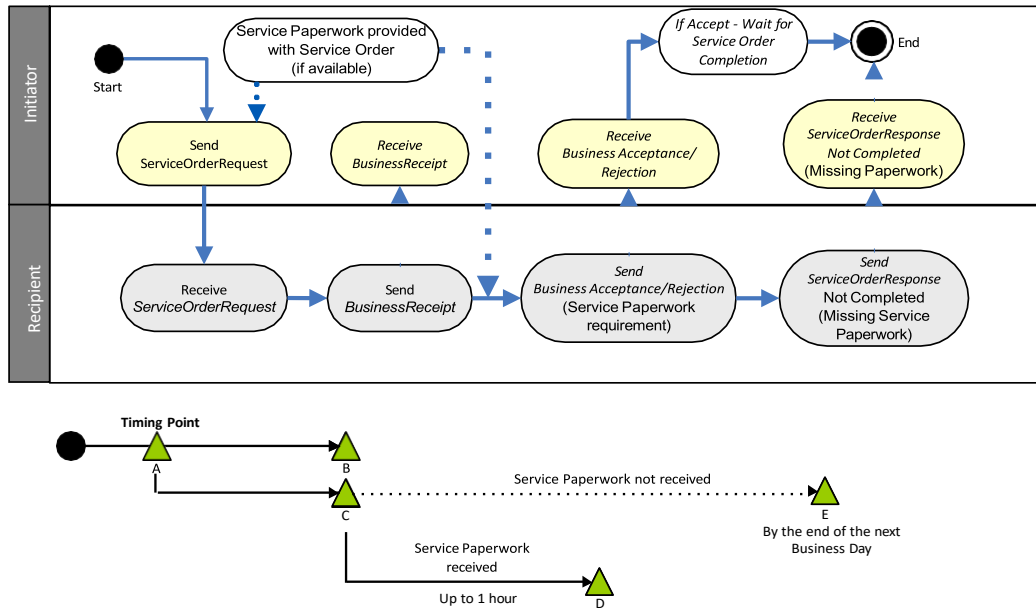 Initiator
Start
Service Paperwork provided
with Service Order
(if available)
If Accept - Wait for
Service Order
Completion
End
Send
ServiceOrderRequest
Receive
BusinessReceipt
Receive
Business Acceptance/
Rejection
Receive
ServiceOrderResponse
Not Completed
(Missing Paperwork)
Recipient
Receive
ServiceOrderRequest
Send
BusinessReceipt
Send
Business Acceptance/Rejection
(Service Paperwork
requirement)
Send
ServiceOrderResponse
Not Completed
(Missing Service
Paperwork)
Timing Point
A
B
C
Service Paperwork not received
E
By the end of the next
Business Day
Service Paperwork
received
Up to 1 hour
D